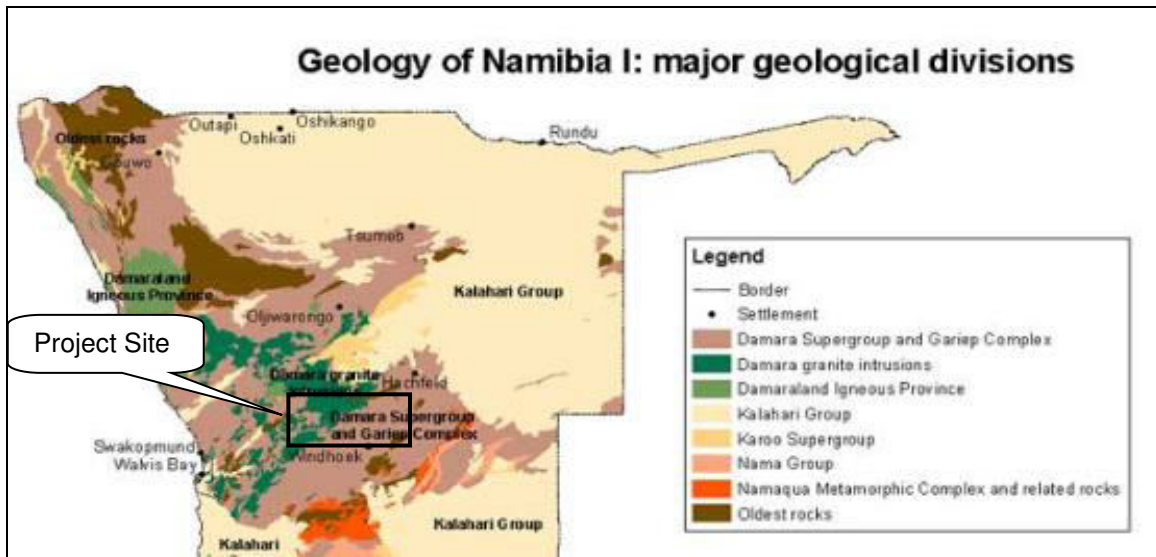 Geology of Namibia I: major geological divisions
Oshikango
Outapi
Oshkati
Rundu
Oldest rocks
Opuwo
Tsumeb
Damaraland
Igneous Province
Kalahari Group
Otjiwarongo
Project Site
Damara granite
Hochfeld
Damara Supergroup
and Gariep Complex
Swakopmund
Walvis Bay
Windhoek
Kalahari Group
Kalahari
Legend
Border
Settlement
Damara Supergroup and Gariep Complex
Damara granite intrusions
Damaraland Igneous Province
Kalahari Group
Karoo Supergroup
Nama Group
Namaqua Metamorphic Complex and related rocks
Oldest rocks